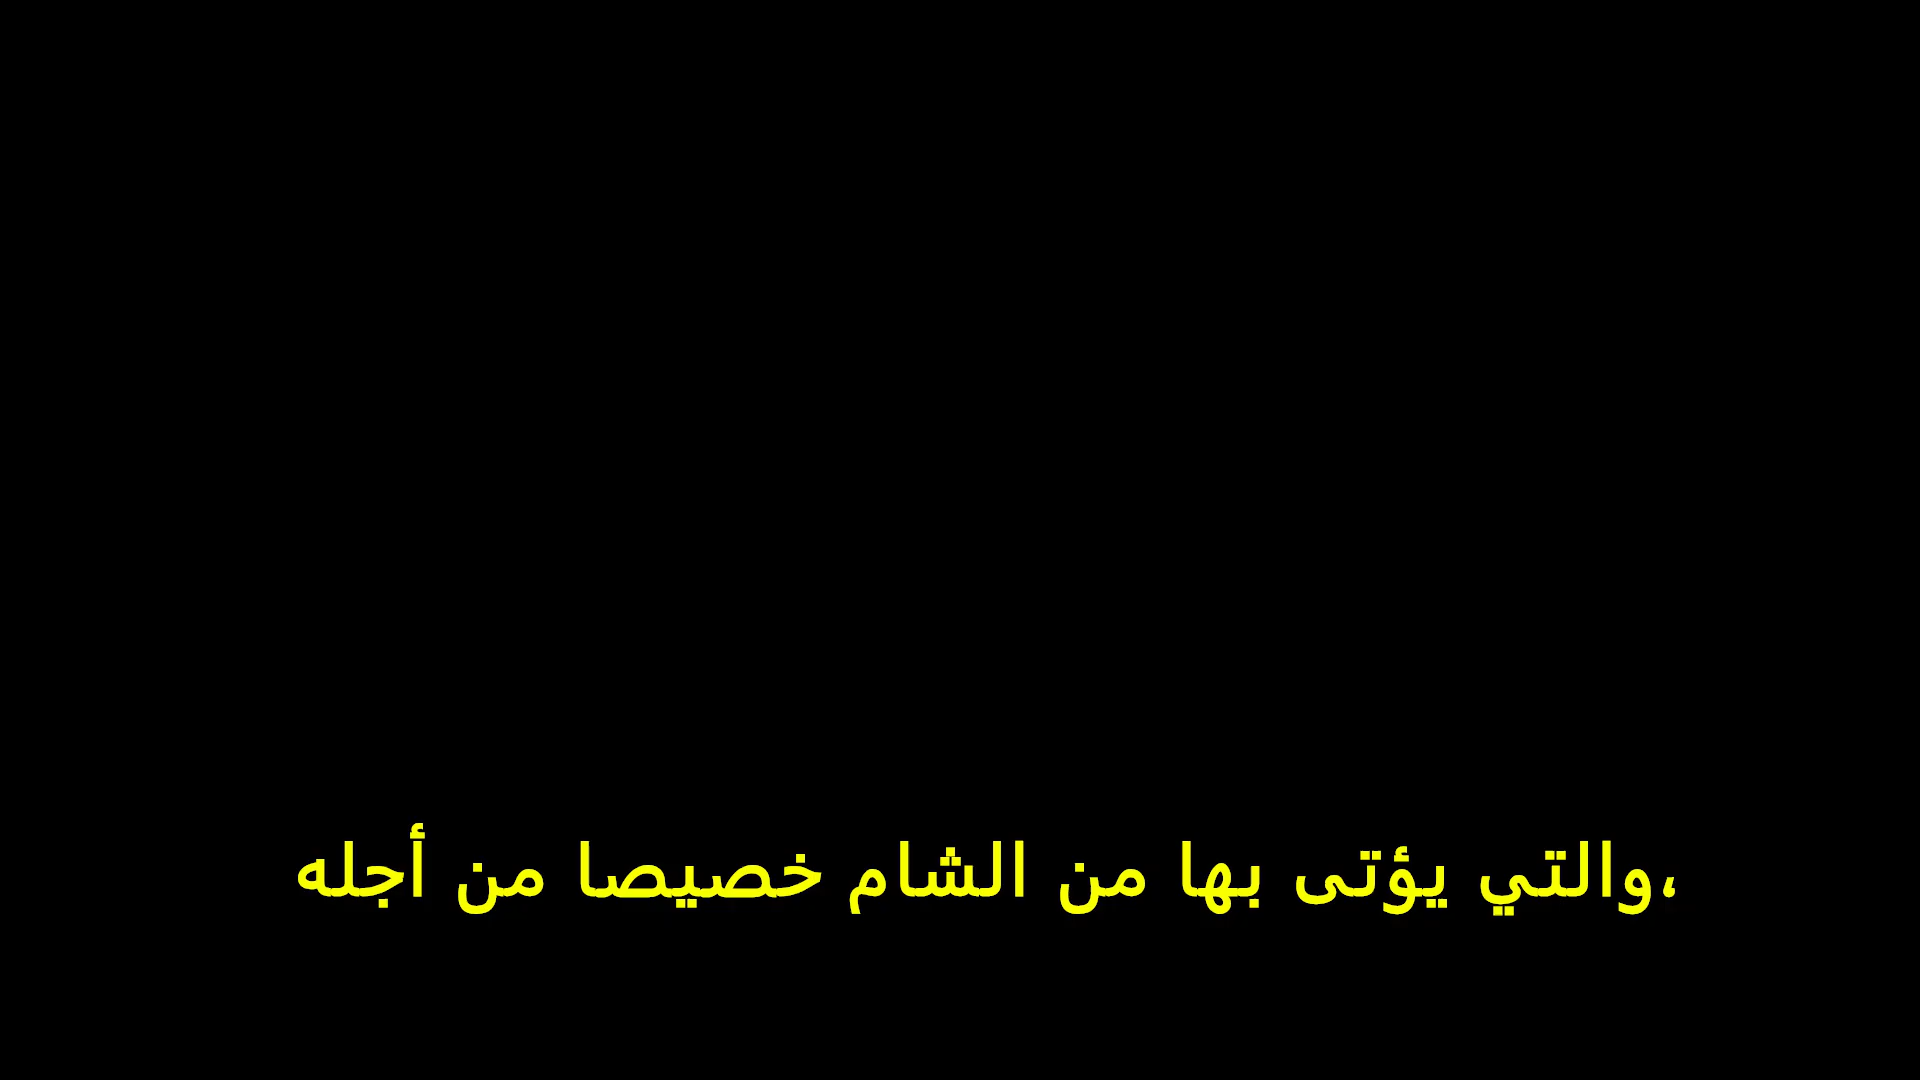 والتي يؤتى بها من الشام خصيصا من أجله،